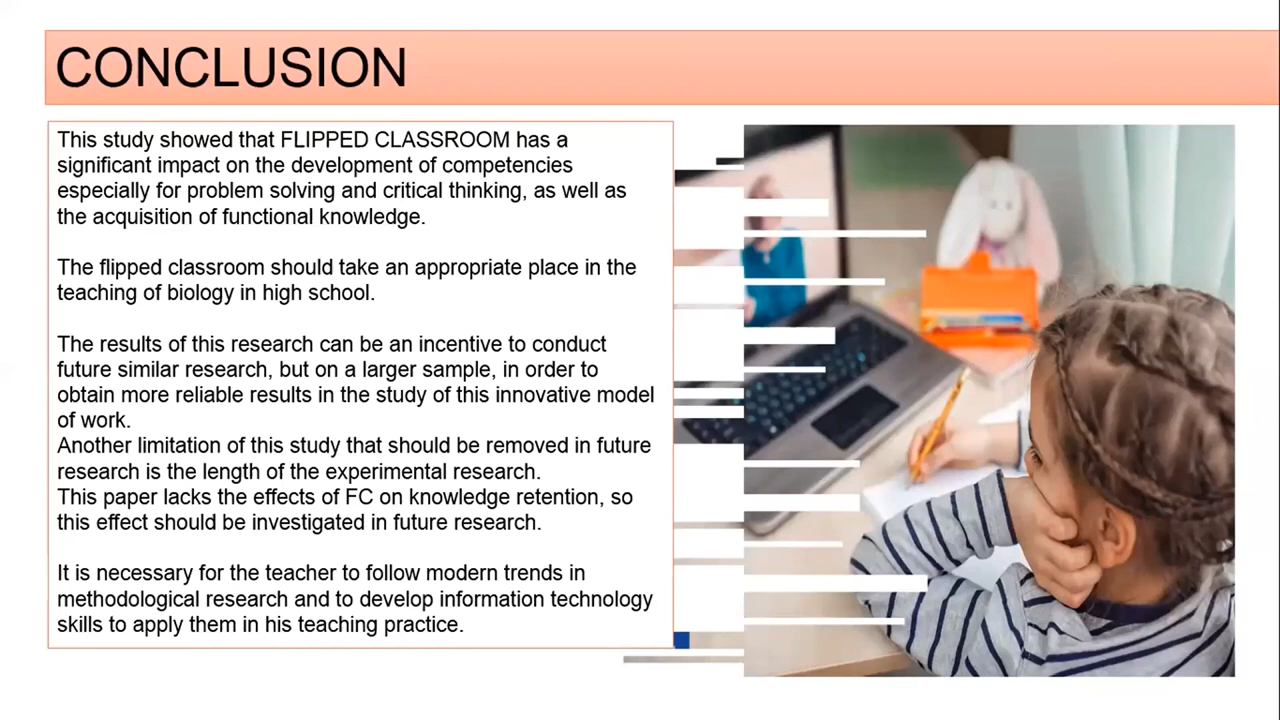 CONCLUSION
This study showed that FLIPPED CLASSROOM has a
significant impact on the development of competencies
especially for problem solving and critical thinking, as well as
the acquisition of functional knowledge.
The flipped classroom should take an appropriate place in the
teaching of biology in high school.
The results of this research can be an incentive to conduct
future similar research, but on a larger sample, in order to
obtain more reliable results in the study of this innovative model
of work.
Another limitation of this study that should be removed in future
research is the length of the experimental research.
This paper lacks the effects of FC on knowledge retention, so
this effect should be investigated in future research.
It is necessary for the teacher to follow modern trends in
methodological research and to develop information technology
skills to apply them in his teaching practice.